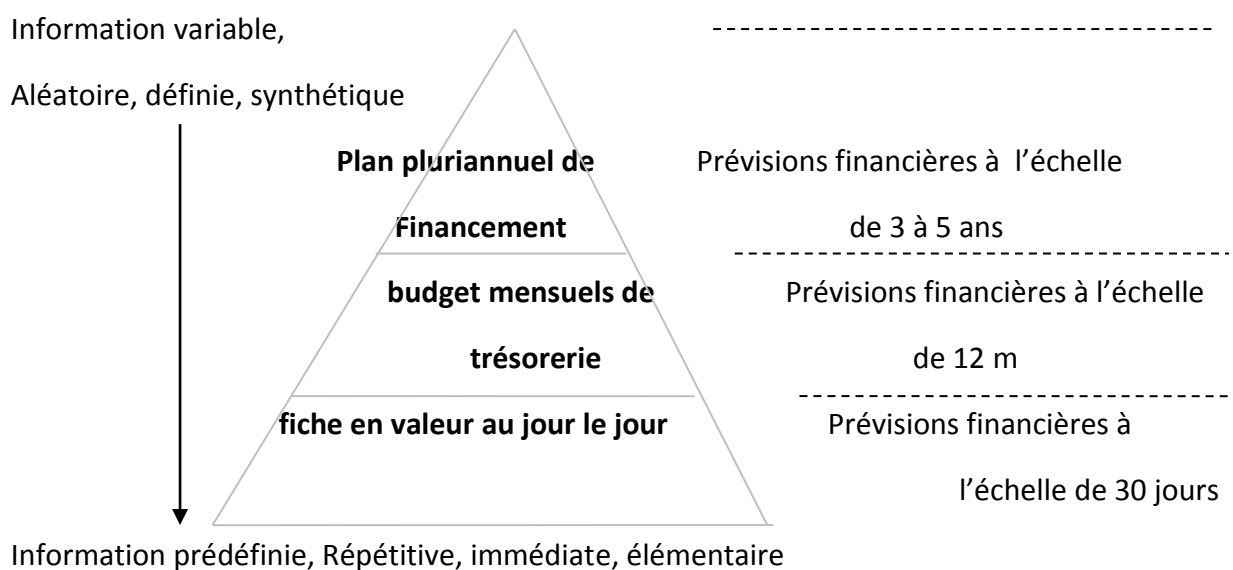 Information variable,
Aléatoire, définie, synthétique
Plan pluriannuel de Prévisions financières à l’échelle
Financement de 3 à 5 ans
budget mensuels de Prévisions financières à l’échelle
trésorerie de 12 m
fiche en valeur au jour le jour Prévisions financières à
l’échelle de 30 jours
Information prédéfinie, Répétitive, immédiate, élémentaire